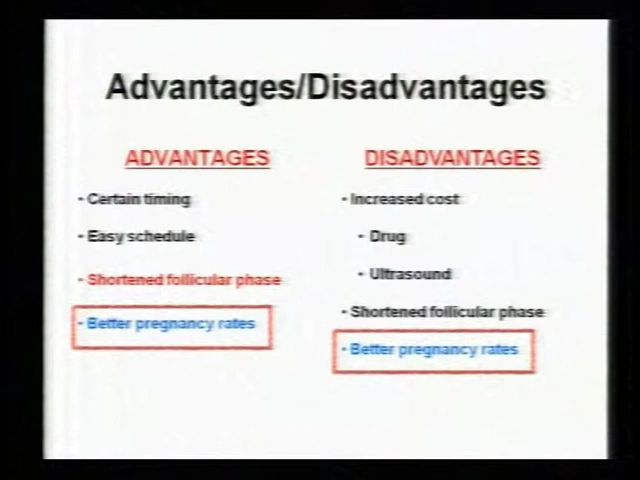 Advantages/Disadvantages
ADVANTAGES
- Certain timing
- Easy schedule
- Shortened follicular phase
- Better pregnancy rates
DISADVANTAGES
- Increased cost
- Drug
- Ultrasound
- Shortened follicular phase
- Better pregnancy rates